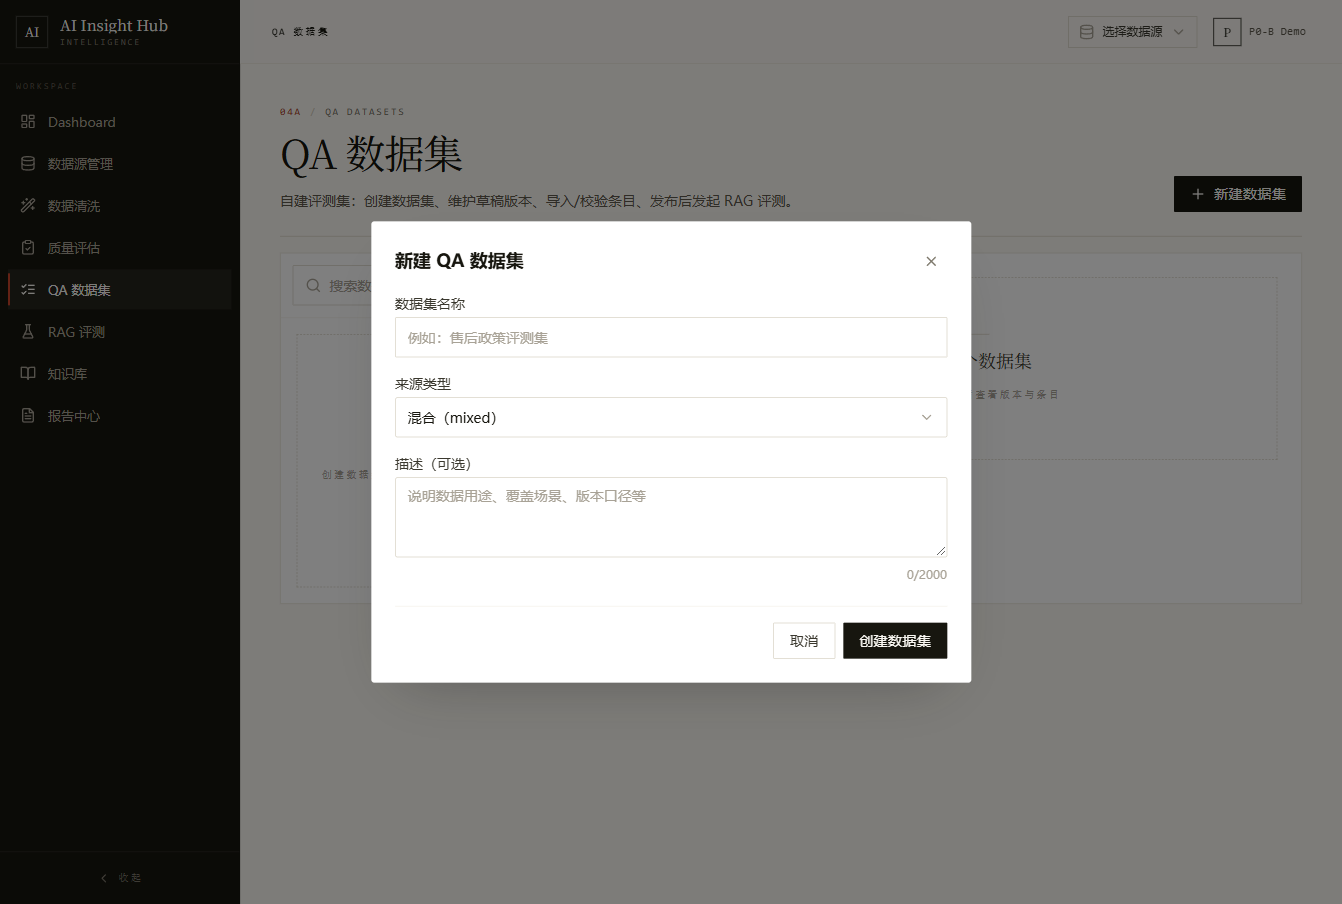 AI
AI Insight Hub
INTELLIGENCE
WORKSPACE
Dashboard
数据源管理
数据清洗
质量评估
QA 数据集
RAG 评测
知识库
报告中心
收起
QA 数据集
选择数据源
P
P0-B Demo
04A / QA DATASETS
QA 数据集
自建评测集：创建数据集、维护草稿版本、导入/校验条目、发布后发起 RAG 评测。
新建数据集
搜索数
创建数据
个数据集
查看版本与条目
新建 QA 数据集
数据集名称
例如：售后政策评测集
来源类型
混合（mixed）
描述（可选）
说明数据用途、覆盖场景、版本口径等
0/2000
取消
创建数据集